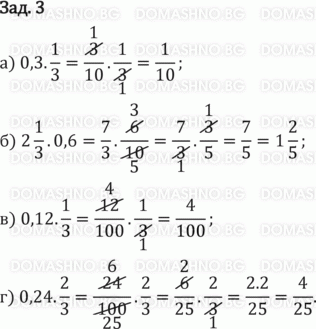 Зад. 3
а) 0,3.1/3 = 3/10.1/3 = 1/10;
б) 2 1/3.0,6 = 7/3.6/10 = 7/3.3/5 = 7/5 = 1 2/5;
в) 0,12.1/3 = 12/100.1/3 = 4/100;
г) 0,24.2/3 = 24/100.2/3 = 6/25.2/3 = 2.2/25 = 4/25.